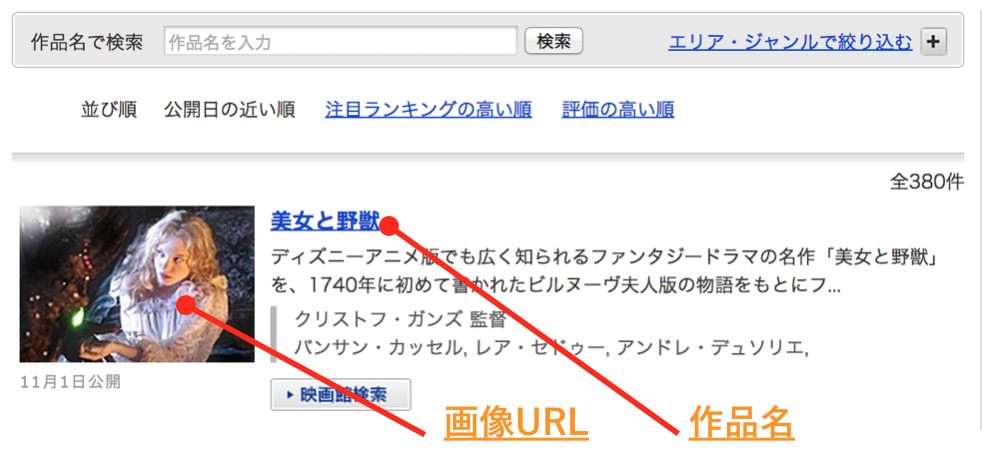 作品名で検索 作品名を入力 検索 エリア・ジャンルで絞り込む +
並び順 公開日の近い順 注目ランキングの高い順 評価の高い順
全380件
美女と野獣
ディズニーアニメ版でも広く知られるファンタジードラマの名作「美女と野獣」
を、1740年に初めて書かれたビルヌーヴ夫人版の物語をもとにフ...
クリストフ・ガンズ 監督
バンサン・カッセル, レア・セドゥー, アンドレ・デュソリエ,
11月1日公開
映画館検索
画像URL 作品名